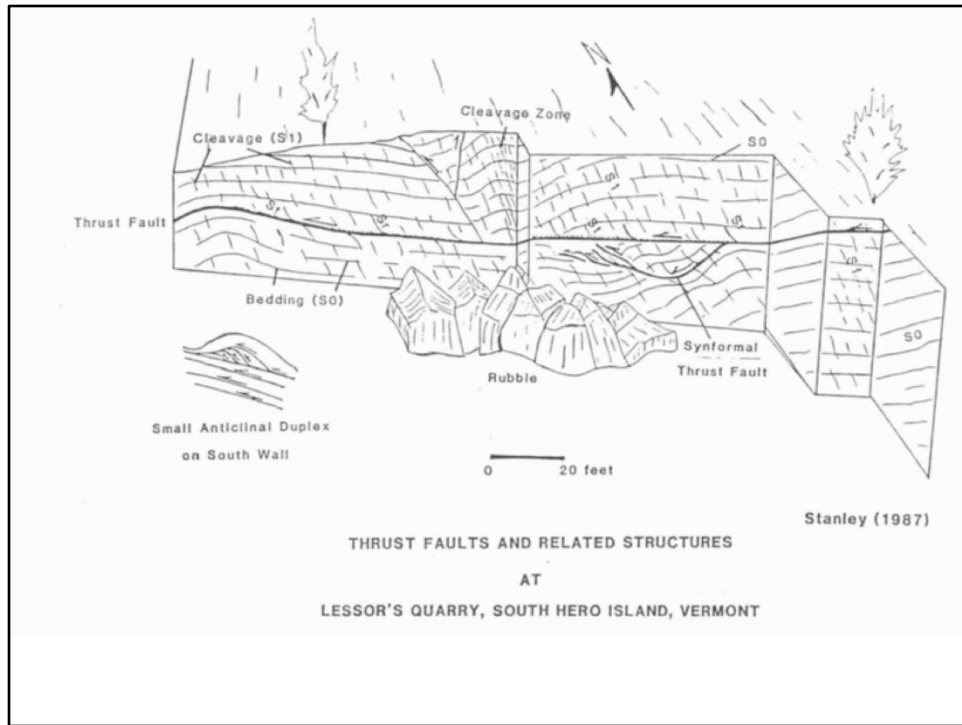 N
Cleavage Zone
Cleavage (S1)
S0
S1
Thrust Fault
S1
S1
S1
S1
S1
Bedding (S0)
S0
Synformal
Thrust Fault
Rubble
Small Anticlinal Duplex
on South Wall
0 20 feet
Stanley (1987)
THRUST FAULTS AND RELATED STRUCTURES
AT
LESSOR'S QUARRY, SOUTH HERO ISLAND, VERMONT